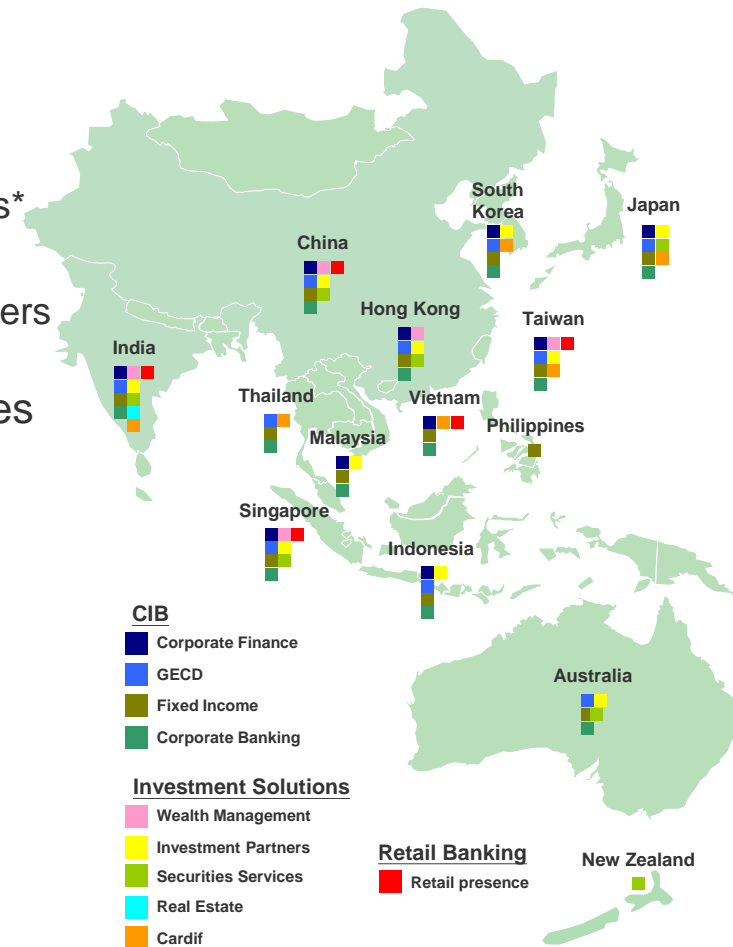 s*
ers
es
South
Korea
Japan
China
Hong Kong
Taiwan
India
Thailand
Vietnam
Philippines
Malaysia
Singapore
Indonesia
CIB
Corporate Finance
GECD
Fixed Income
Corporate Banking
Australia
Investment Solutions
Wealth Management
Investment Partners
Securities Services
Real Estate
Cardif
Retail Banking
Retail presence
New Zealand